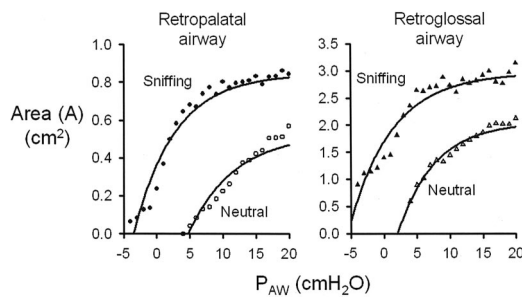 Retropalatal
airway
Retroglossal
airway
Area (A)
(cm²)
1.0
0.8
0.6
0.4
0.2
0.0
Sniffing
Neutral
-5 0 5 10 15 20
3.5
3.0
2.5
2.0
1.5
1.0
0.5
0.0
Sniffing
Neutral
-5 0 5 10 15 20
P_AW (cmH₂O)